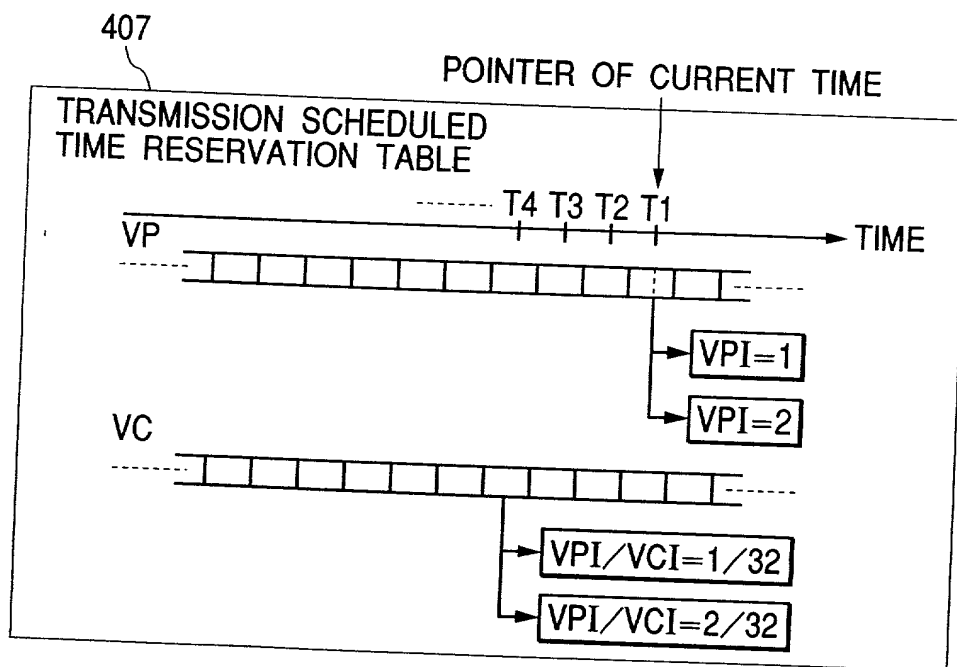 407
POINTER OF CURRENT TIME
TRANSMISSION SCHEDULED
TIME RESERVATION TABLE
T4 T3 T2 T1
TIME
VP
VPI=1
VPI=2
VC
VPI/VCI=1/32
VPI/VCI=2/32